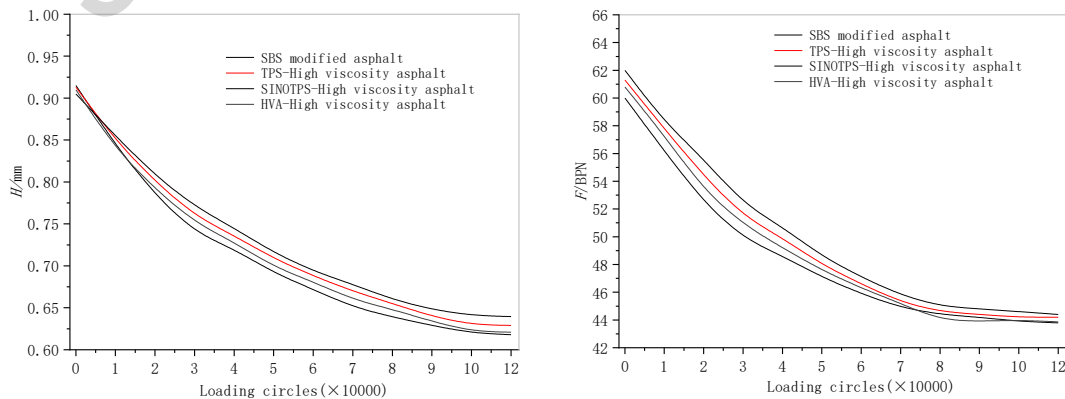 1.00
0.95
0.90
0.85
0.80
0.75
0.70
0.65
0.60
H/mm
SBS modified asphalt
TPS-High viscosity asphalt
SINOTPS-High viscosity asphalt
HVA-High viscosity asphalt
0 1 2 3 4 5 6 7 8 9 10 11 12
Loading circles(×10000)
66
64
62
60
58
56
54
52
50
48
46
44
42
F/BPN
SBS modified asphalt
TPS-High viscosity asphalt
SINOTPS-High viscosity asphalt
HVA-High viscosity asphalt
0 1 2 3 4 5 6 7 8 9 10 11 12
Loading circles(×10000)